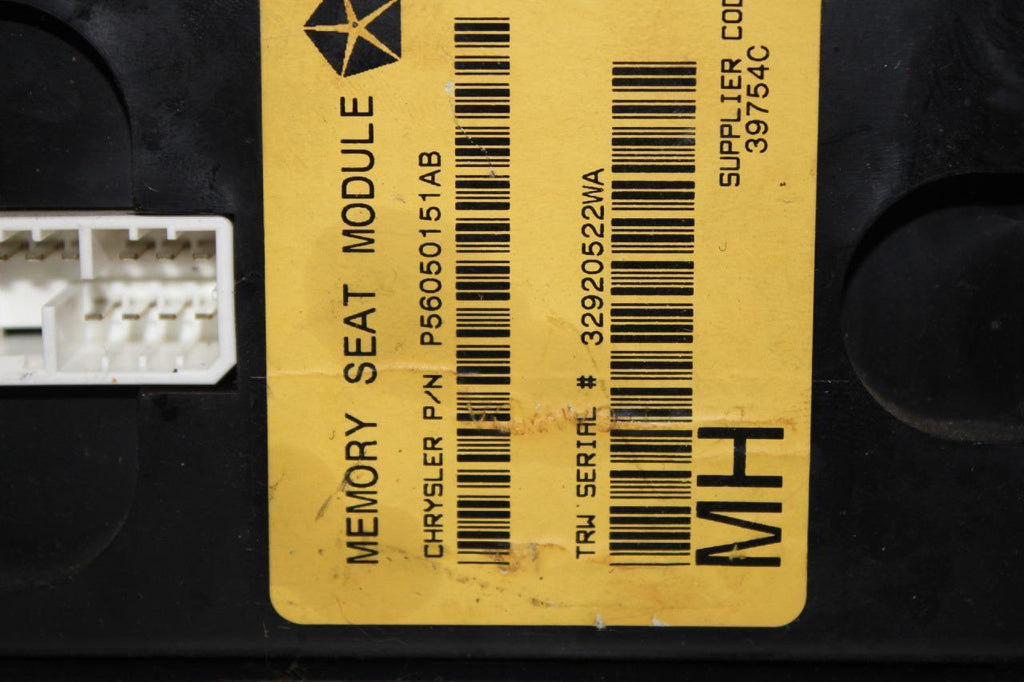 MEMORY SEAT MODULE
CHRYSLER P/N P56050151AB
TRW SERIAL # 32920522WA
MH
SUPPLIER COD
39754C